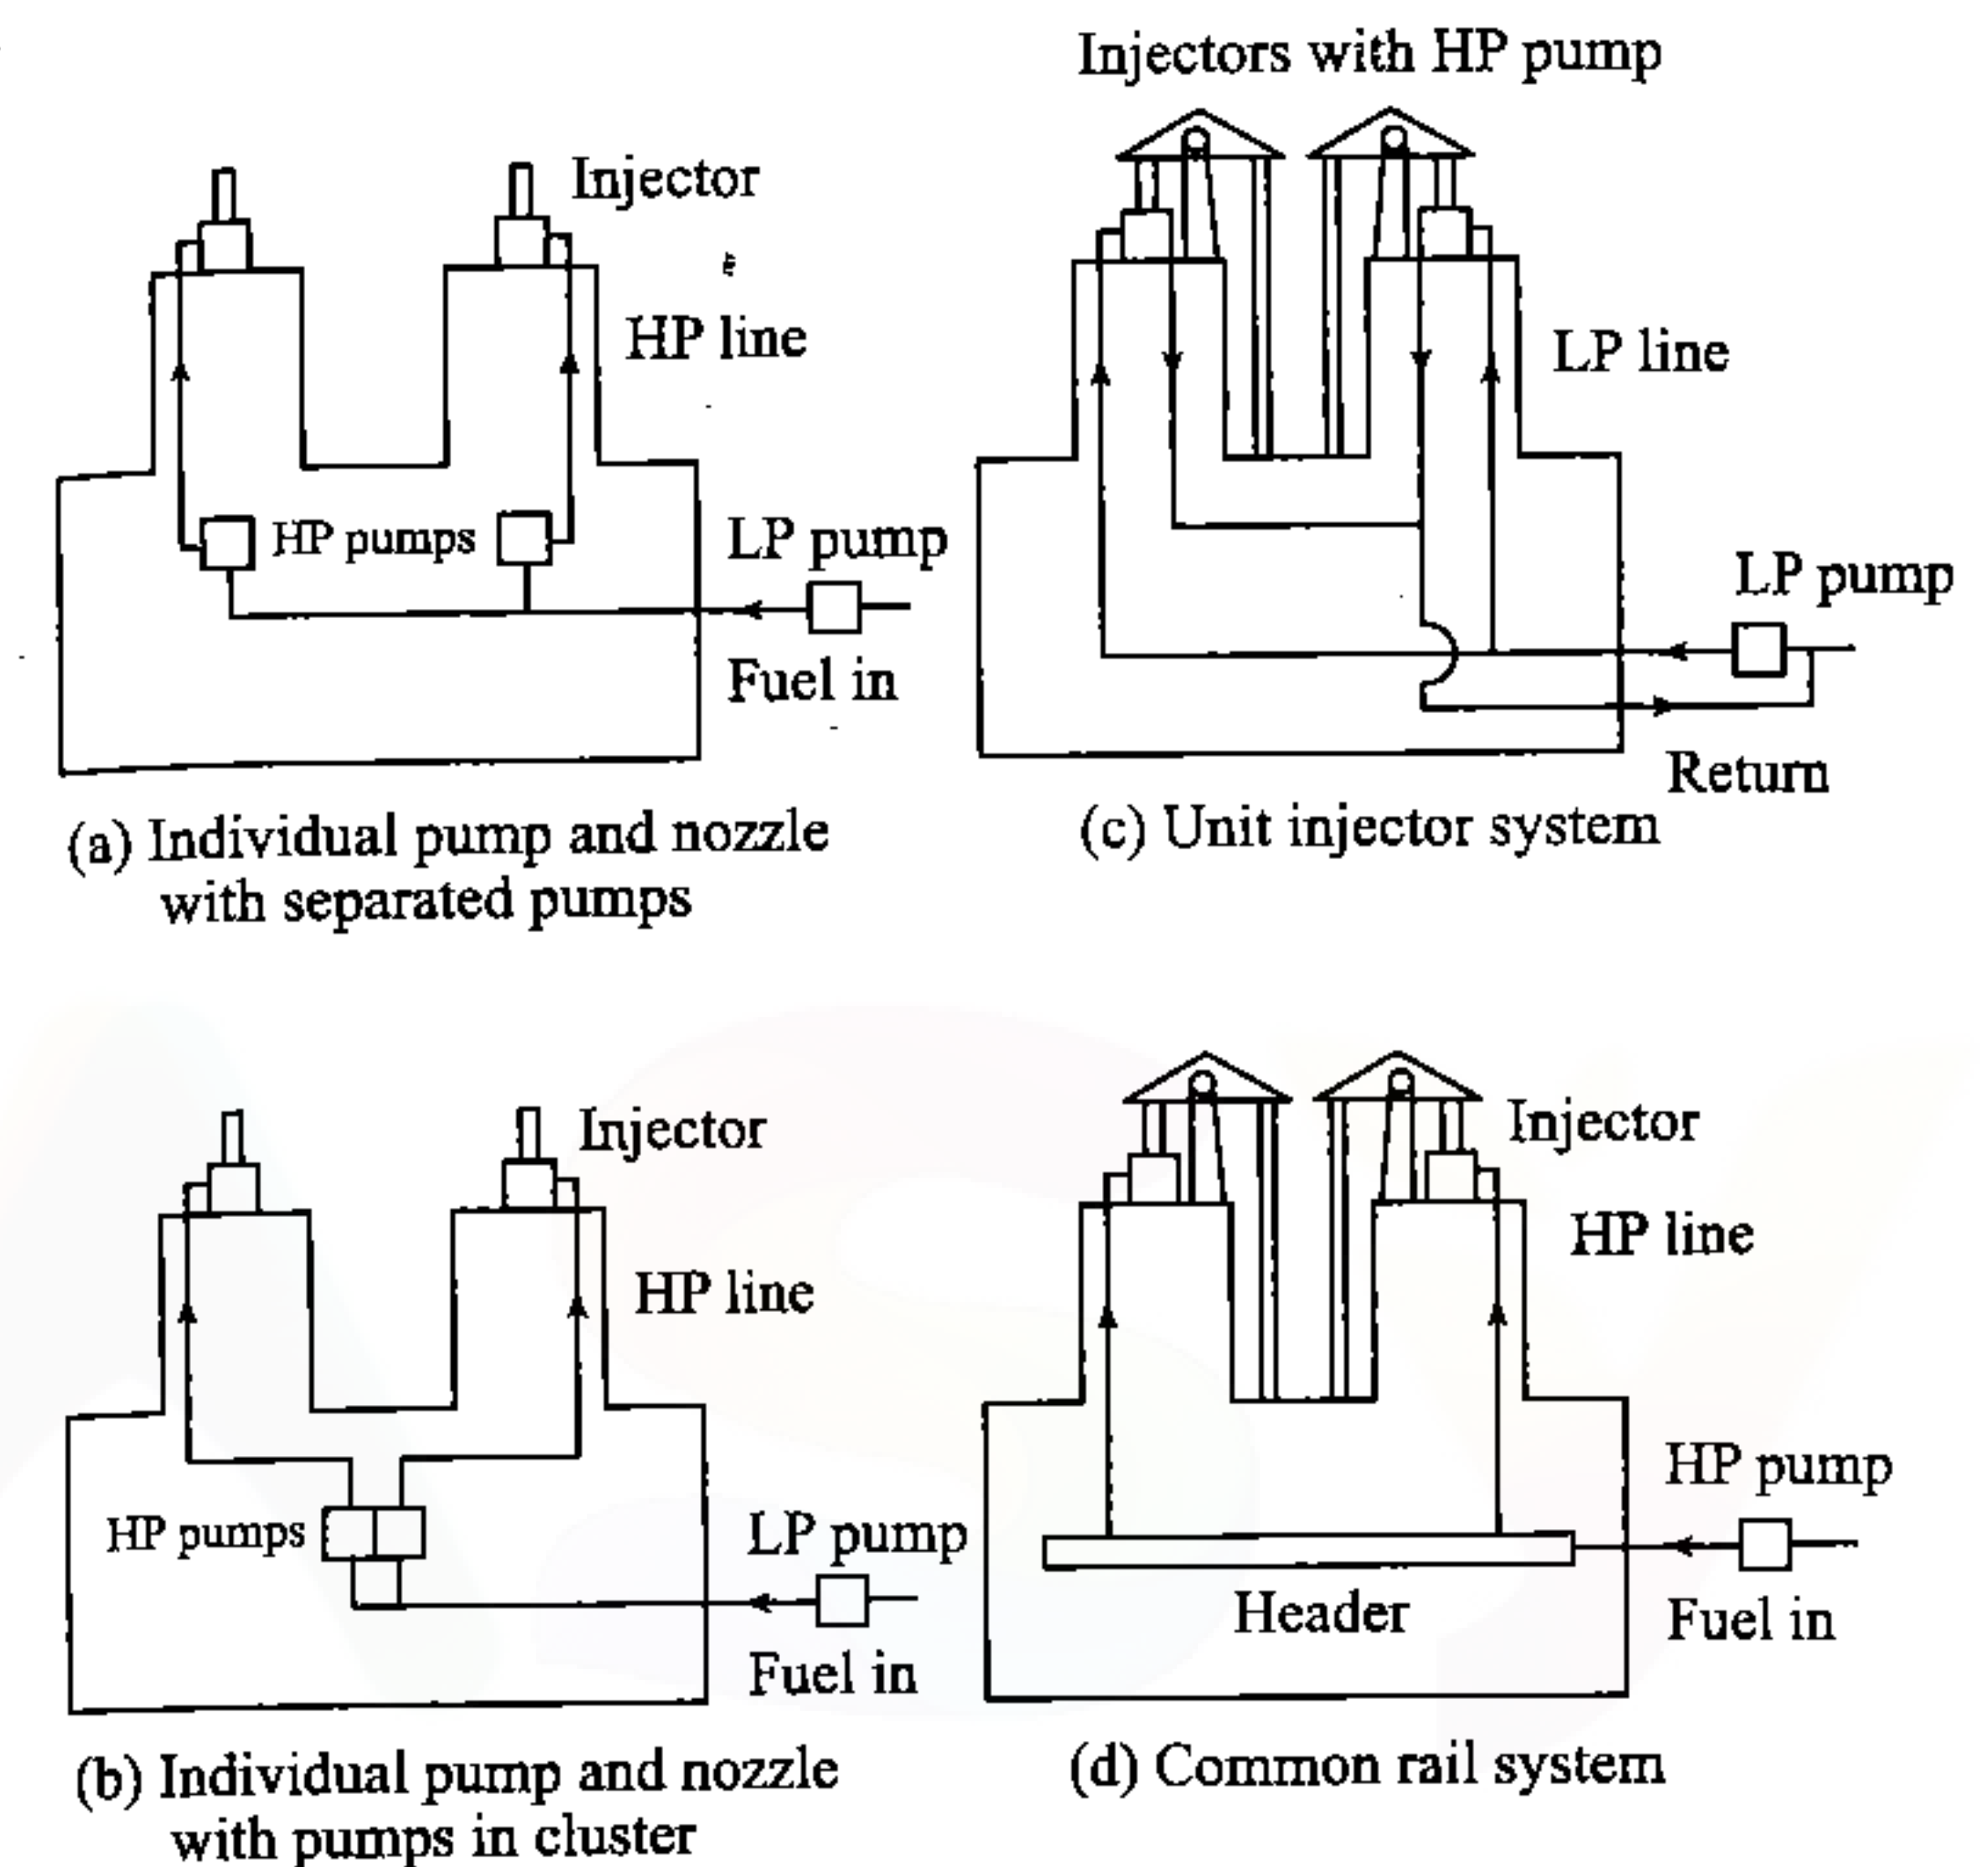 Injector
HP line
HP pumps
LP pump
Fuel in
(a) Individual pump and nozzle
with separated pumps
Injectors with HP pump
LP line
LP pump
Return
(c) Unit injector system
Injector
HP line
HP pumps
LP pump
Fuel in
(b) Individual pump and nozzle
with pumps in cluster
Injector
HP line
HP pump
Header
Fuel in
(d) Common rail system